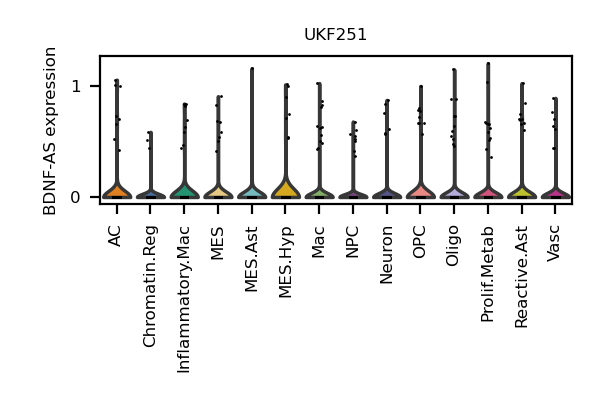 UKF251
BDNF-AS expression
1
0
AC
Chromatin.Reg
Inflammatory.Mac
MES
MES.Ast
MES.Hyp
Mac
NPC
Neuron
OPC
Oligo
Prolif.Metab
Reactive.Ast
Vasc